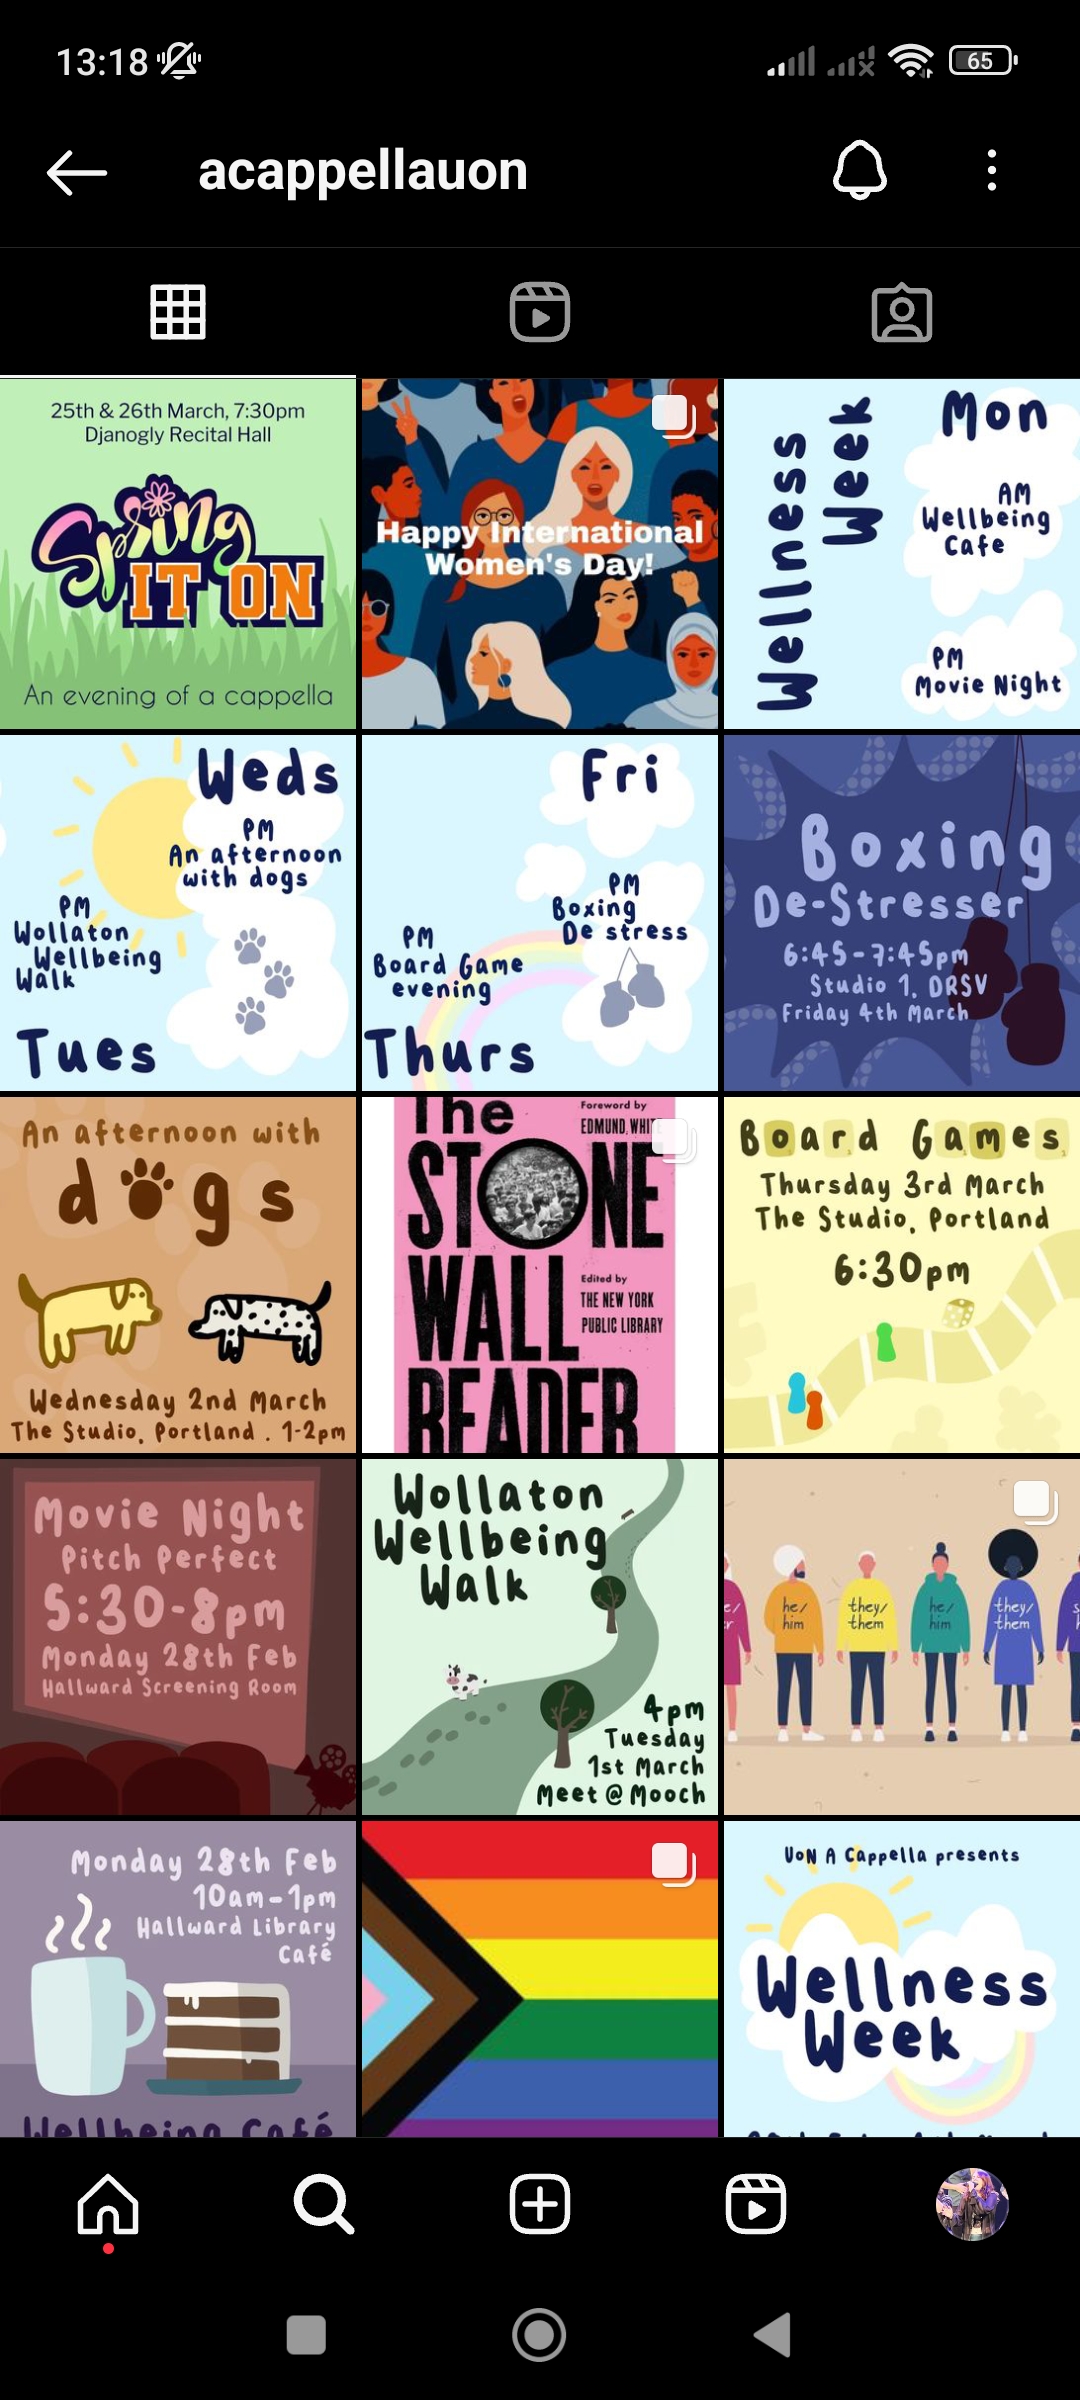 13:18
65
acappellauon
25th & 26th March, 7:30pm
Djanogly Recital Hall
Spring
IT ON
An evening of a cappella
Happy International
Women's Day!
Wellness
Week
Mon
AM
Wellbeing
Cafe
PM
Movie Night
Weds
PM
An afternoon
with dogs
PM
Wollaton
Wellbeing
Walk
Tues
Fri
PM
Boxing
De stress
PM
Board Game
evening
Thurs
Boxing
De-Stresser
6:45-7:45pm
Studio 1, DRSV
Friday 4th March
An afternoon with
dogs
Wednesday 2nd March
The Studio, Portland . 1-2pm
The
STONE
WALL
READER
Foreword by
EDMUND WHITE
Edited by
THE NEW YORK
PUBLIC LIBRARY
Board Games
Thursday 3rd March
The Studio, Portland
6:30pm
Movie Night
Pitch Perfect
5:30-8pm
Monday 28th Feb
Hallward Screening Room
Wollaton
Wellbeing
Walk
4pm
Tuesday
1st March
Meet @ Mooch
he/
him
they/
them
he/
him
they/
them
Monday 28th Feb
10am-1pm
Hallward Library
Café
Wellbeing Café
UoN A Cappella presents
Wellness
Week